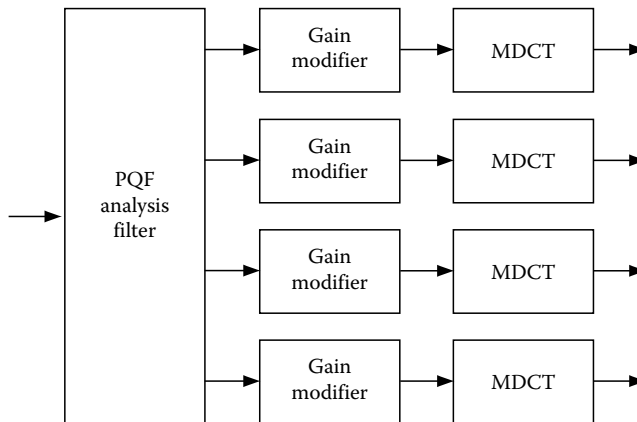 PQF
analysis
filter
Gain
modifier
MDCT
Gain
modifier
MDCT
Gain
modifier
MDCT
Gain
modifier
MDCT